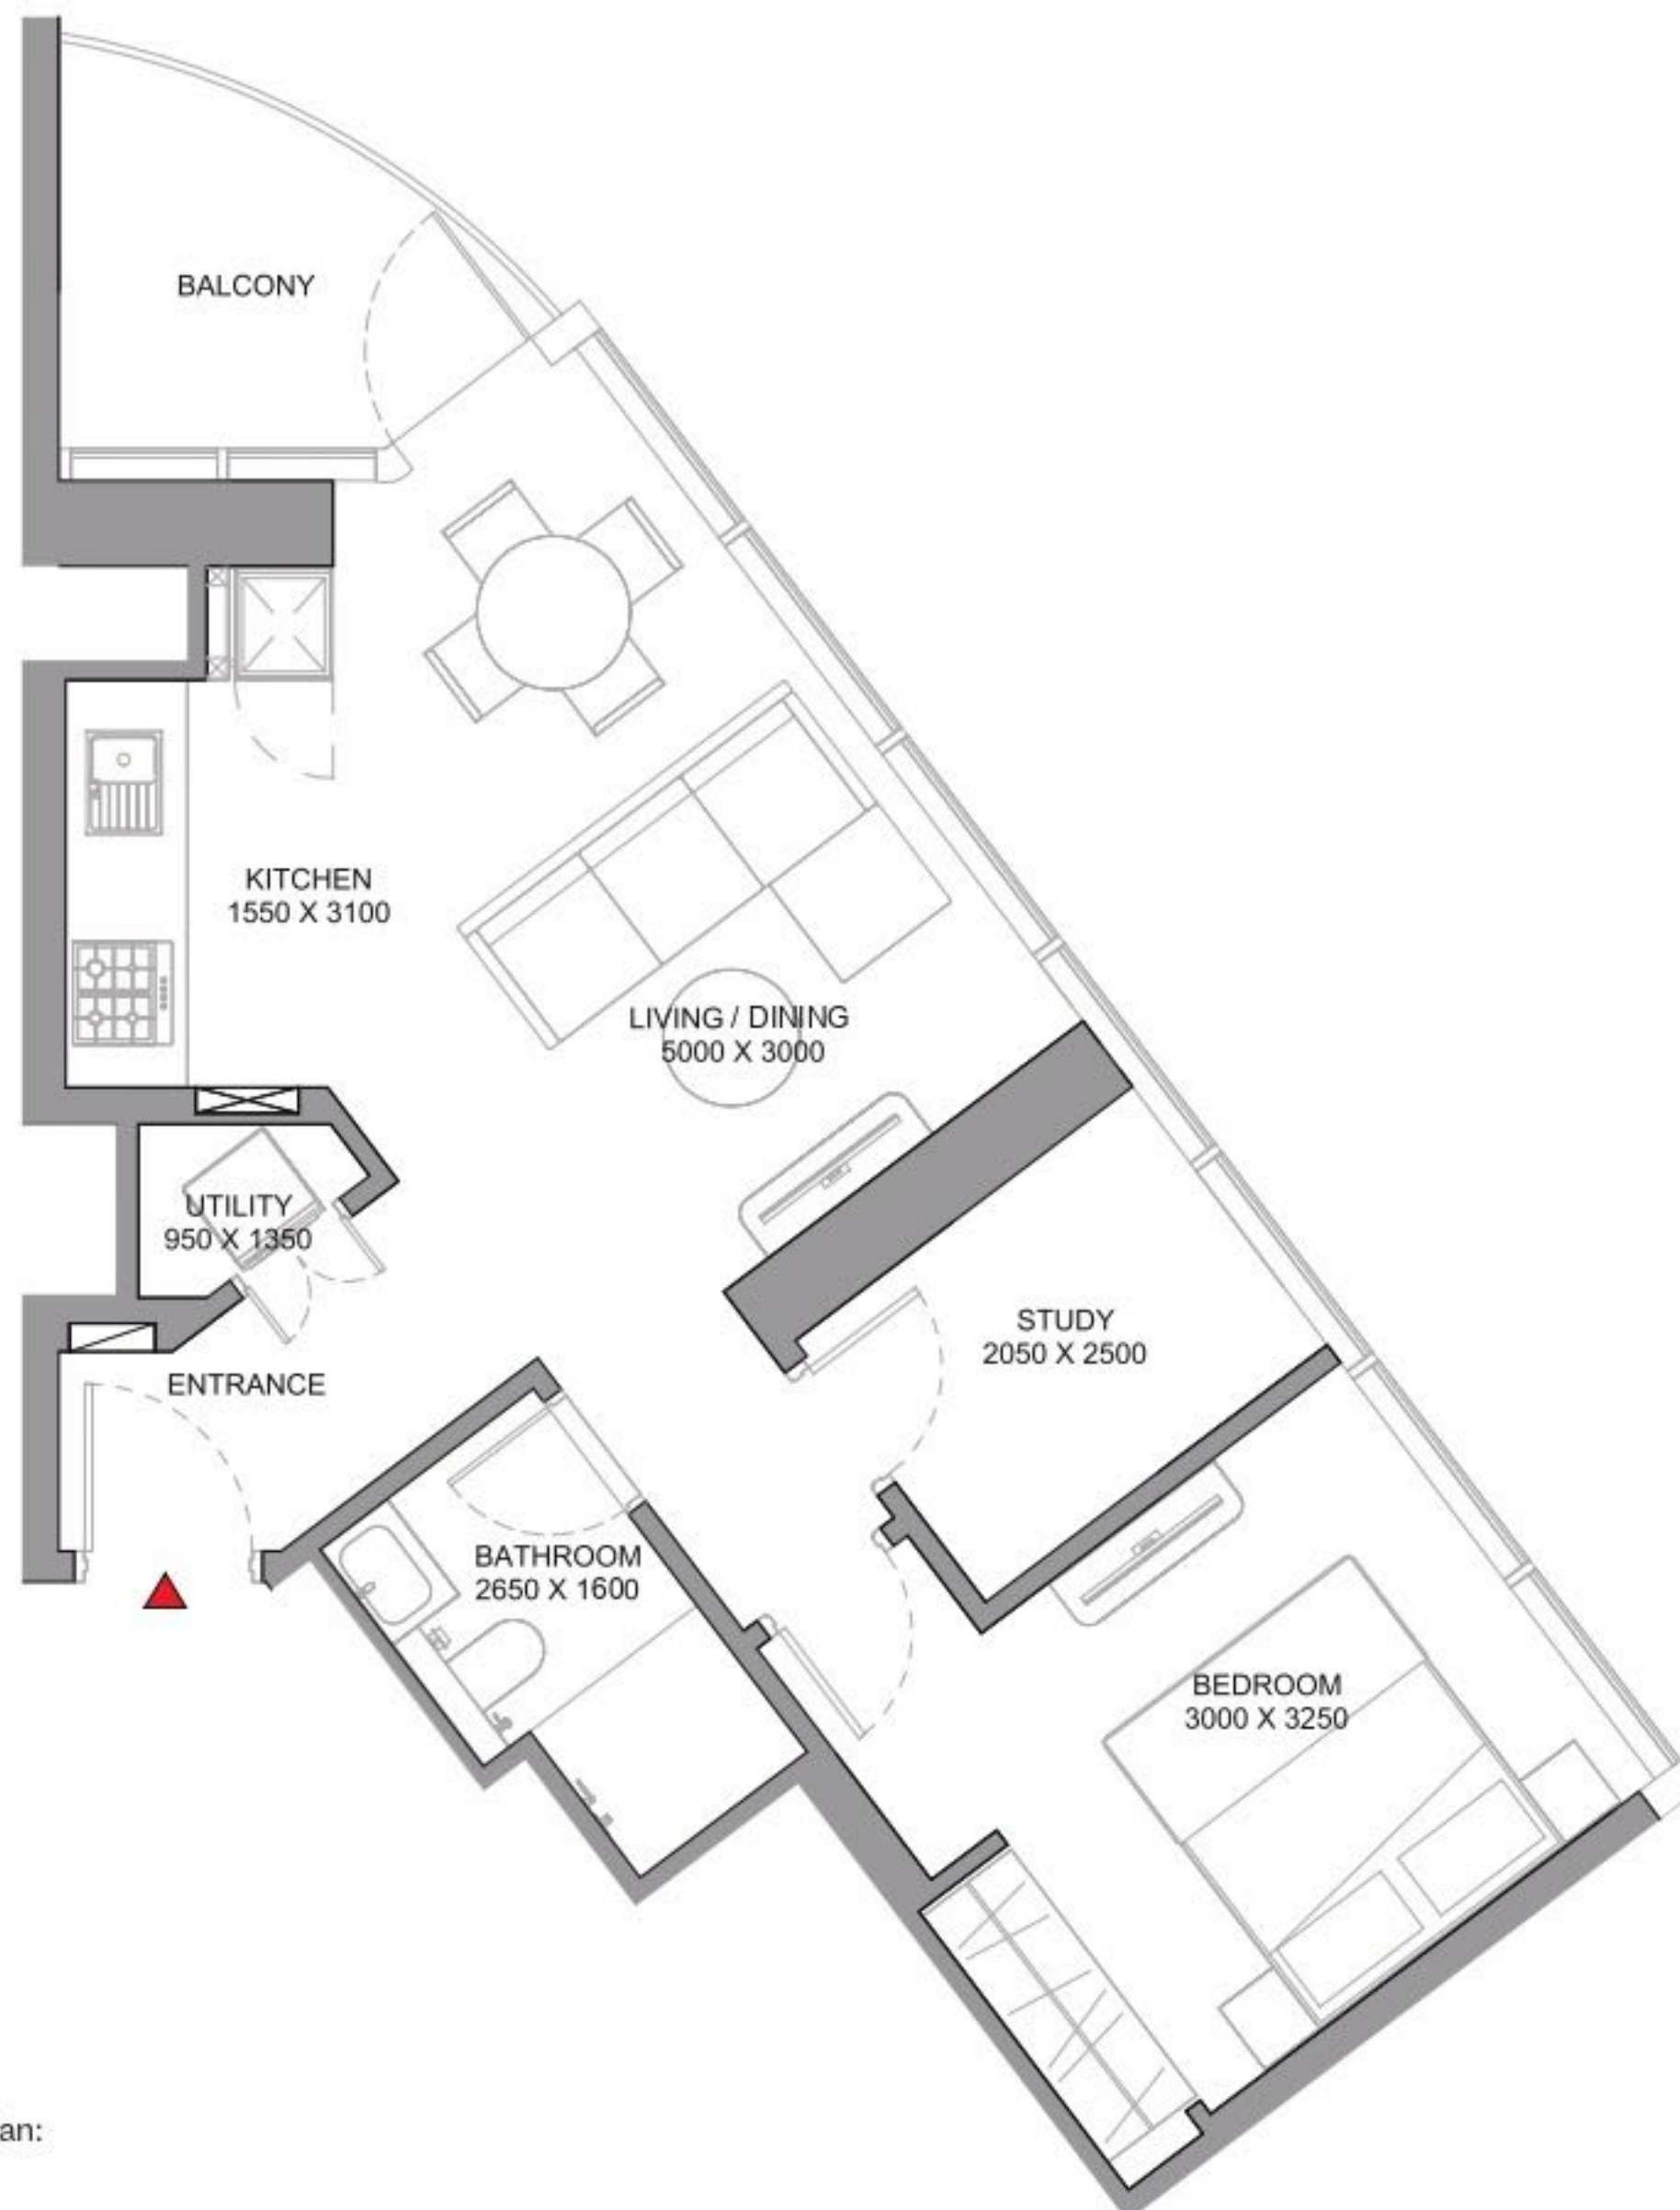 BALCONY
KITCHEN
1550 X 3100
LIVING / DINING
5000 X 3000
UTILITY
950 X 1350
STUDY
2050 X 2500
ENTRANCE
BATHROOM
2650 X 1600
BEDROOM
3000 X 3250
an: